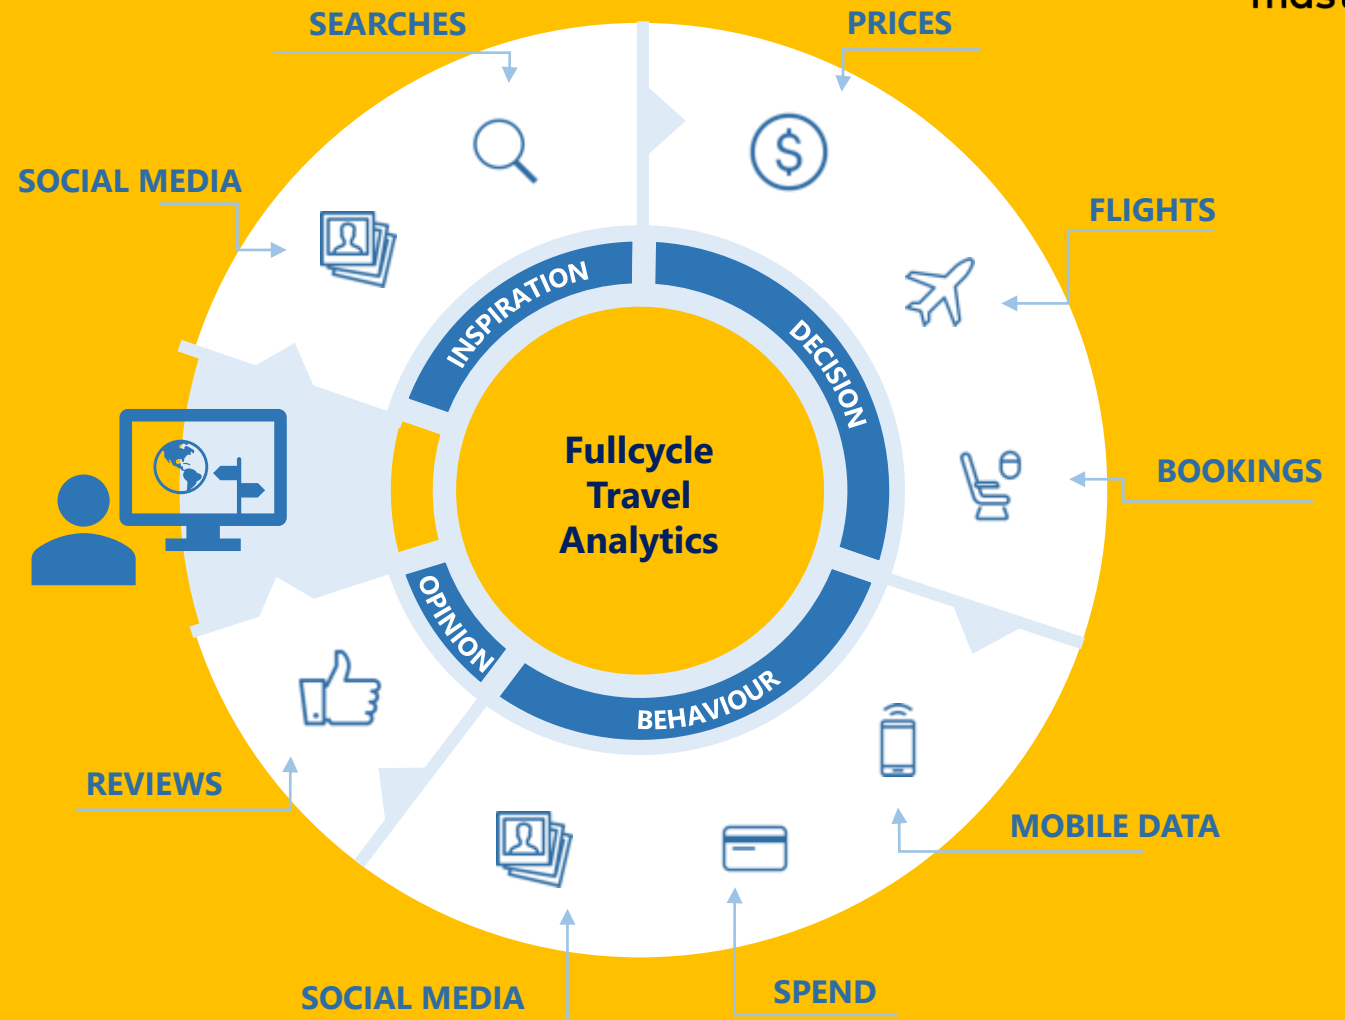 SEARCHES
PRICES
SOCIAL MEDIA
FLIGHTS
INSPIRATION
DECISION
Fullcycle
Travel
Analytics
BOOKINGS
OPINION
BEHAVIOUR
REVIEWS
MOBILE DATA
SOCIAL MEDIA
SPEND